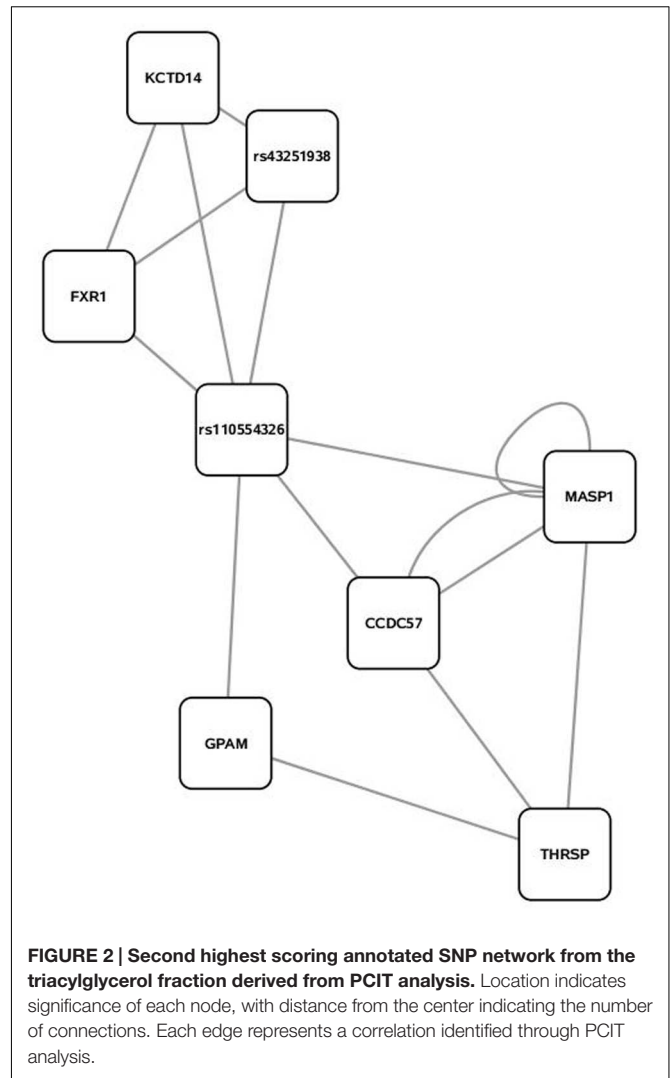 KCTD14
rs43251938
FXR1
rs110554326
MASP1
CCDC57
GPAM
THRSP
FIGURE 2 | Second highest scoring annotated SNP network from the
triacylglycerol fraction derived from PCIT analysis. Location indicates
significance of each node, with distance from the center indicating the number
of connections. Each edge represents a correlation identified through PCIT
analysis.